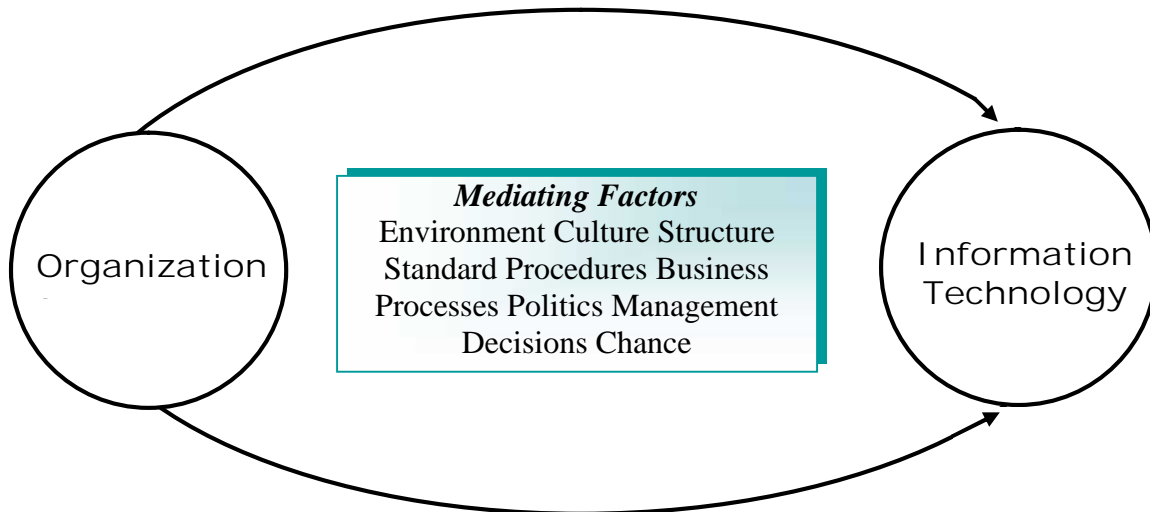 Mediating Factors
Environment Culture Structure
Standard Procedures Business
Processes Politics Management
Decisions Chance
Organization
Information
Technology